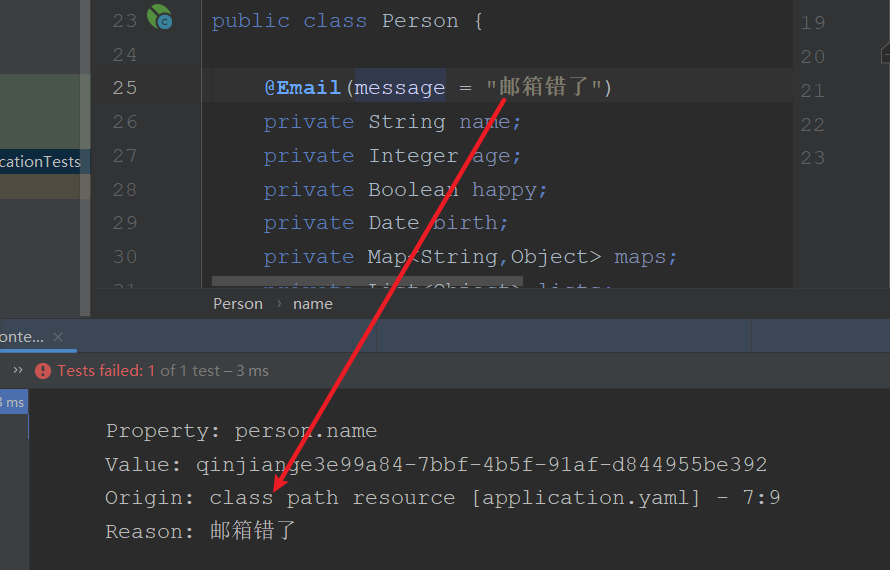 23 public class Person {
24
25 @Email(message = "邮箱错了")
26 private String name;
27 private Integer age;
28 private Boolean happy;
29 private Date birth;
30 private Map<String,Object> maps;
19
20
21
22
23
cationTests
Person › name
onte... ×
» Tests failed: 1 of 1 test – 3 ms
3 ms
Property: person.name
Value: qinjiange3e99a84-7bbf-4b5f-91af-d844955be392
Origin: class path resource [application.yaml] - 7:9
Reason: 邮箱错了